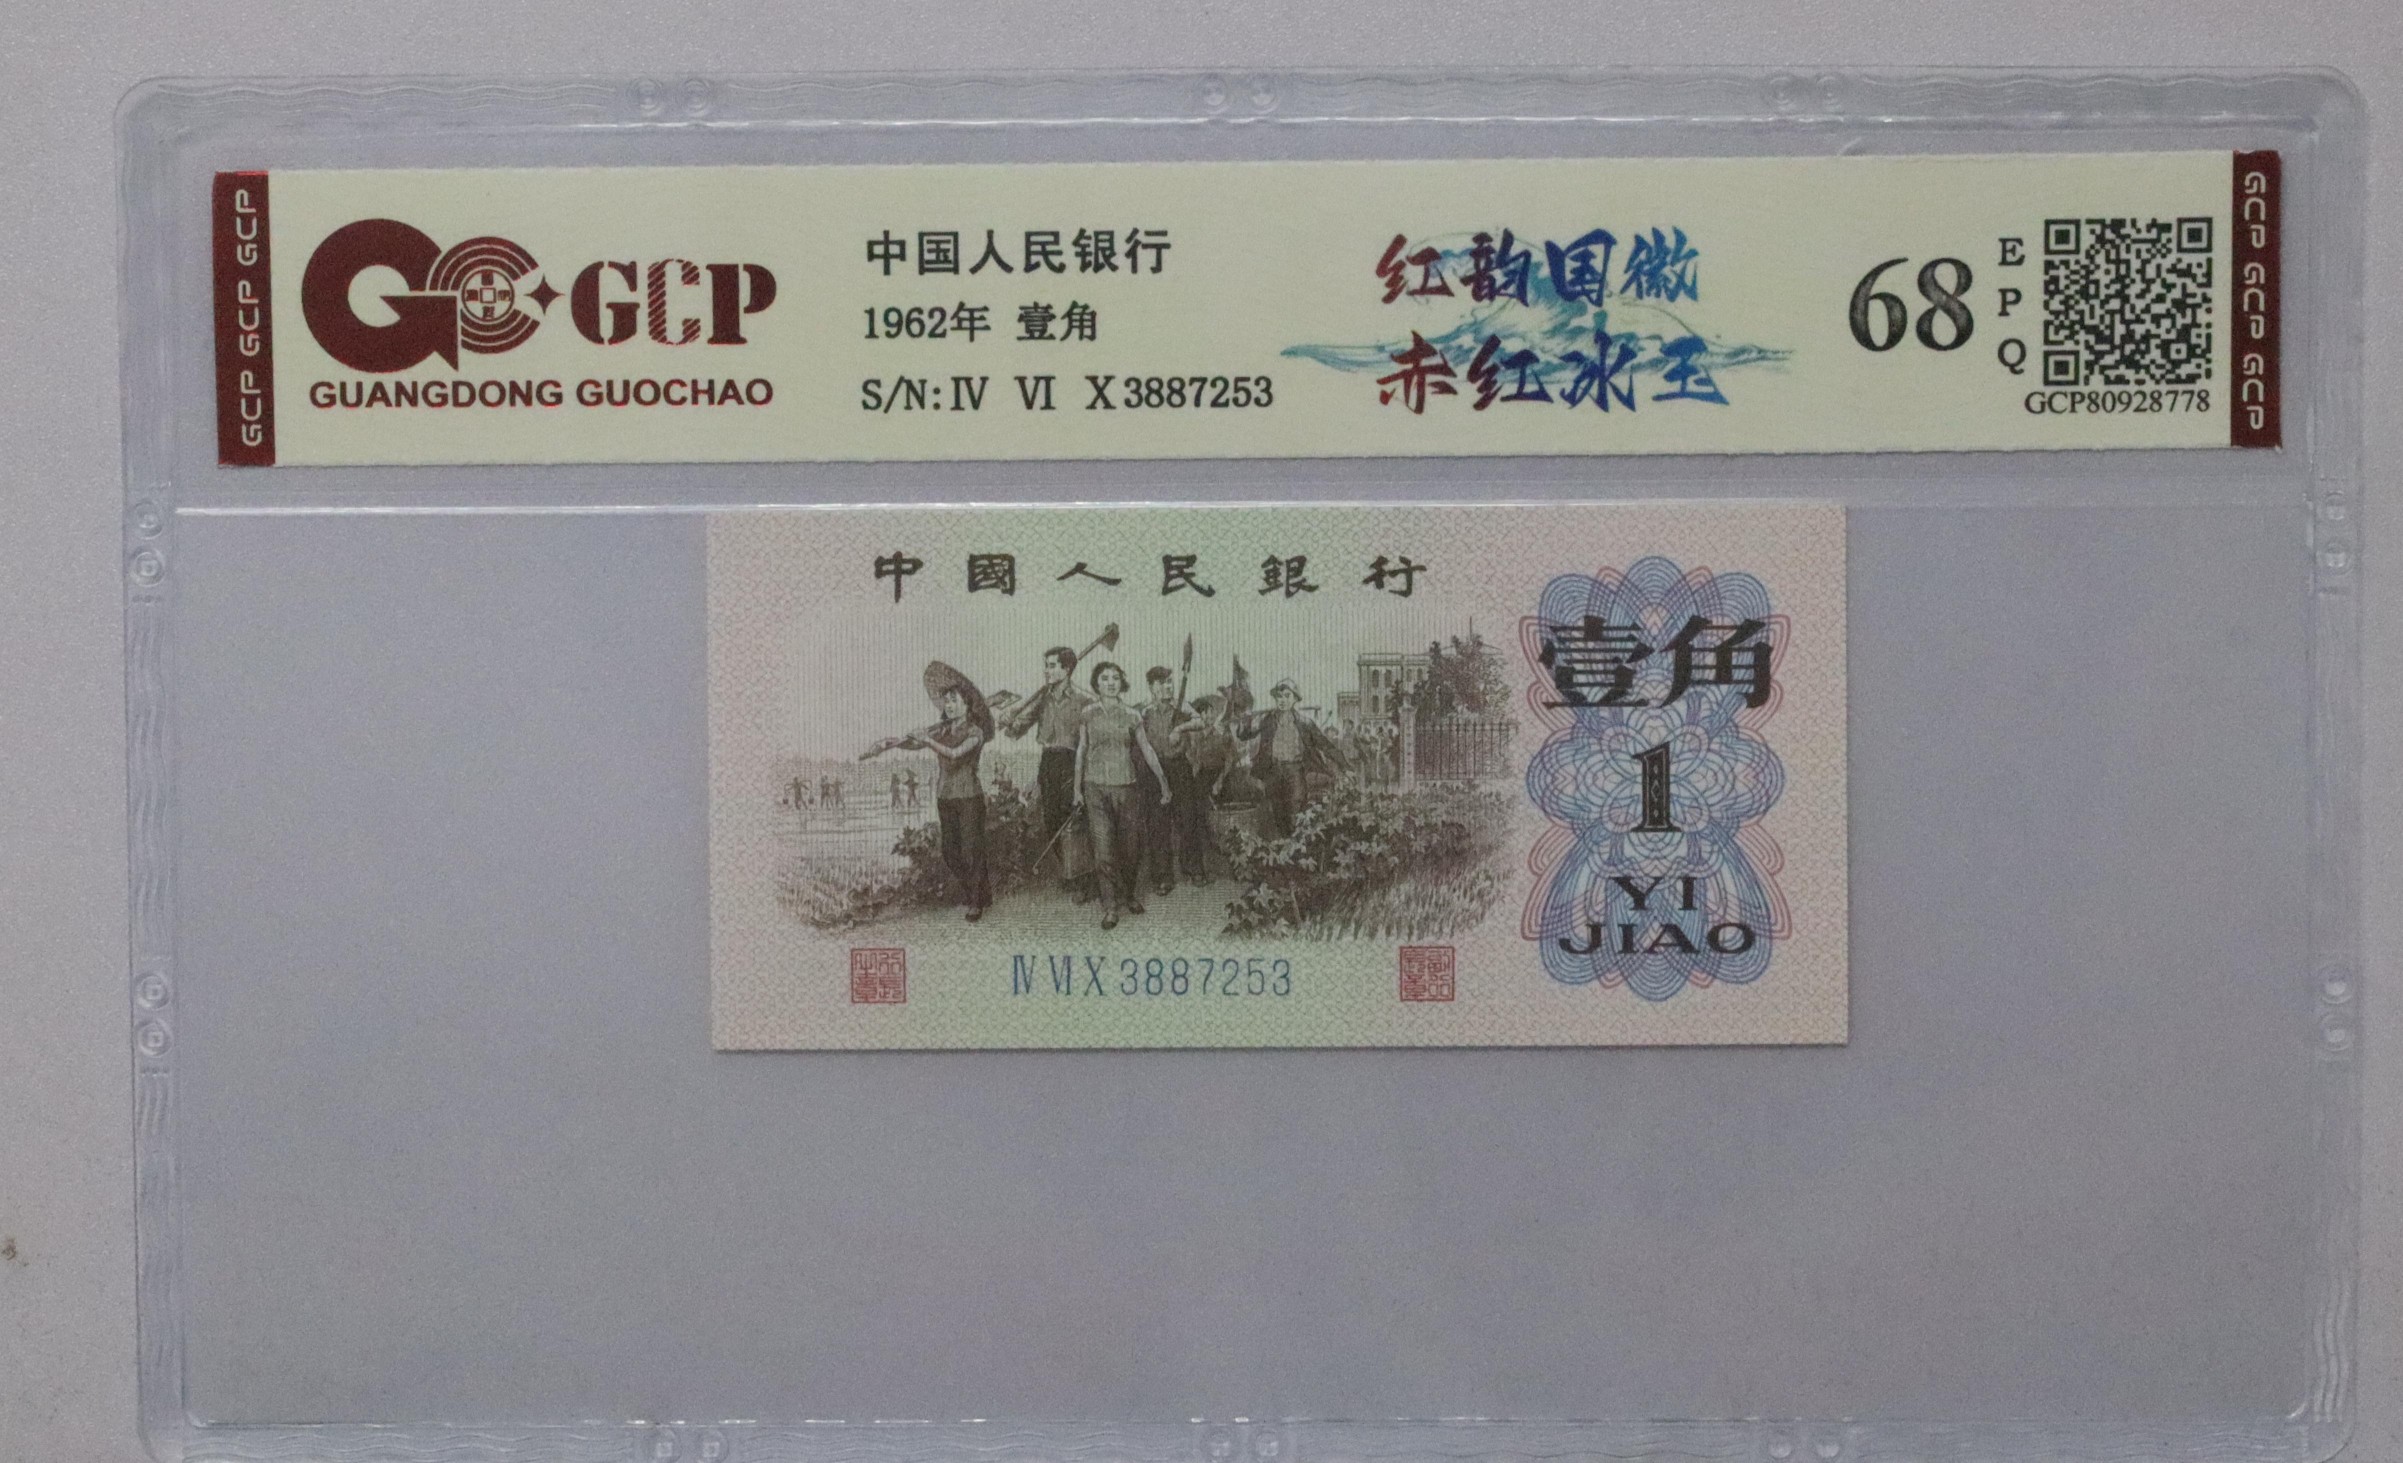 GCP GCP GCP
GCP
GUANGDONG GUOCHAO
中国人民银行
1962年 壹角
S/N: IV VI X 3887253
红韵国徽
赤红冰玉
68
E
P
Q
GCP80928778
GCP GCP GCP
中國人民銀行
壹角
1
YI
JIAO
IV VI X 3887253